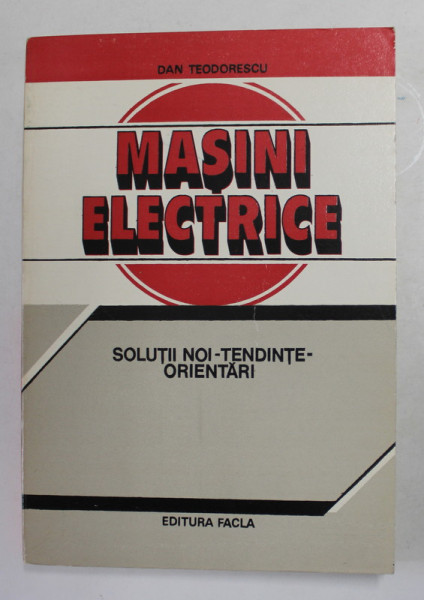 DAN TEODORESCU
MAȘINI
ELECTRICE
SOLUȚII NOI-TENDINȚE-
ORIENTĂRI
EDITURA FACLA